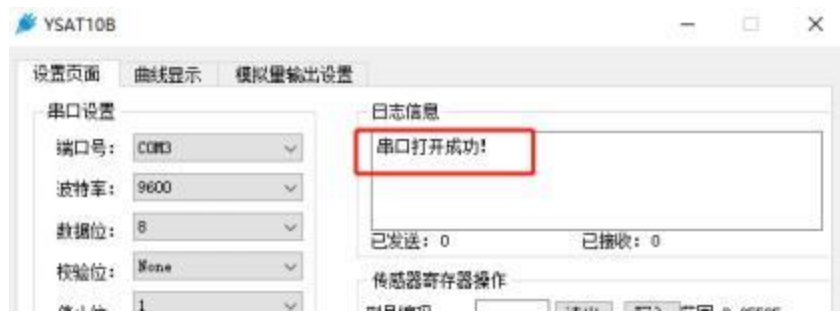 YSAT10B
设置页面 曲线显示 模拟量输出设置
串口设置
端口号： COM3
波特率： 9600
数据位： 8
校验位： None
1
日志信息
串口打开成功！
已发送：0 已接收：0
传感器寄存器操作